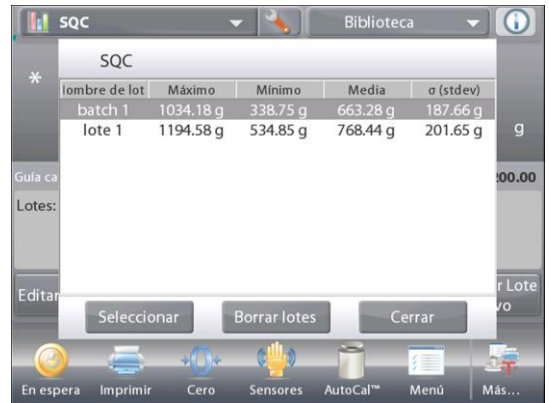 SQC Biblioteca
SQC
*
lombre de lot Máximo Mínimo Media σ (stdev)
batch 1 1034.18 g 338.75 g 663.28 g 187.66 g
lote 1 1194.58 g 534.85 g 768.44 g 201.65 g
g
Guía ca 200.00
Lotes:
Editar r Lote
vo
Seleccionar Borrar lotes Cerrar
En espera Imprimir Cero Sensores AutoCal™ Menú Más...